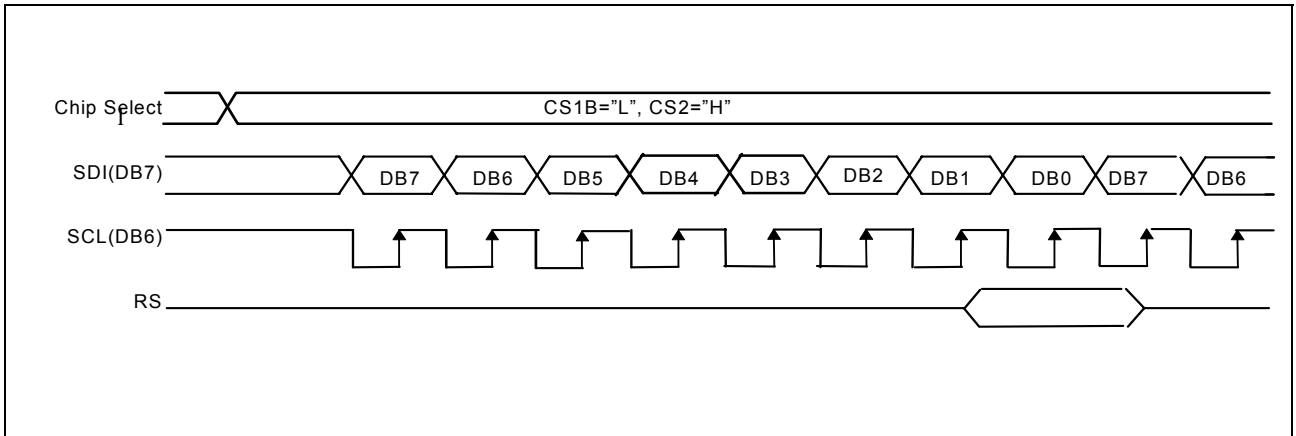 Chip Select CS1B="L", CS2="H"
SDI(DB7) DB7 DB6 DB5 DB4 DB3 DB2 DB1 DB0 DB7 DB6
SCL(DB6)
RS